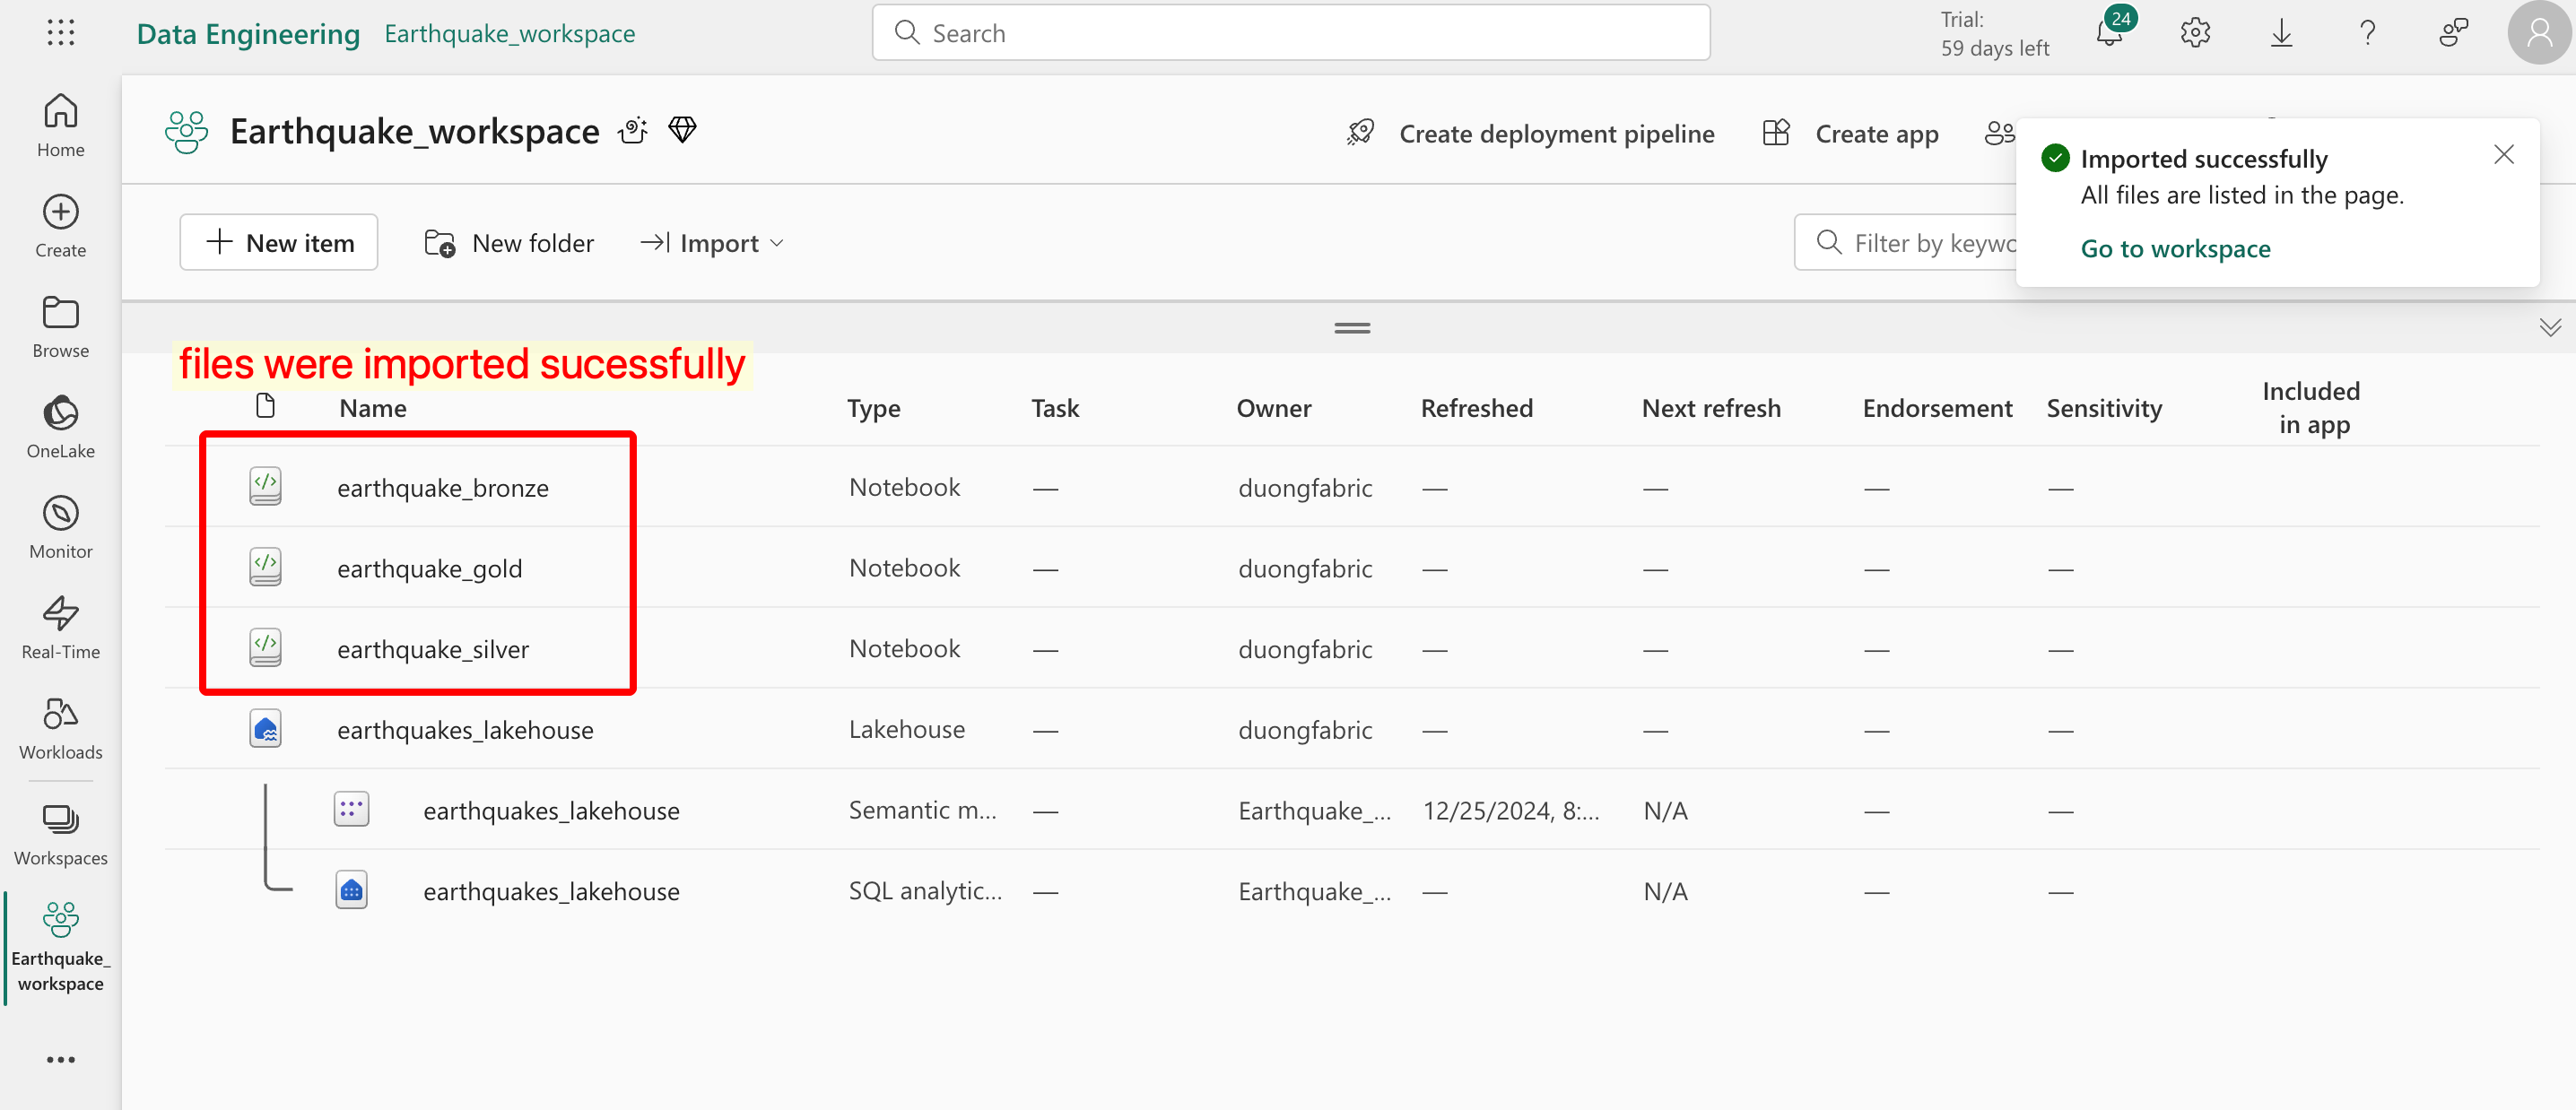 Data Engineering Earthquake_workspace Search Trial: 24
59 days left
Home
Create
Browse
OneLake
Monitor
Real-Time
Workloads
Workspaces
Earthquake_
workspace
Earthquake_workspace Create deployment pipeline Create app
Imported successfully
All files are listed in the page.
Go to workspace
New item New folder Import Filter by keywo
files were imported sucessfully
Name Type Task Owner Refreshed Next refresh Endorsement Sensitivity Included
in app
earthquake_bronze Notebook — duongfabric — — — —
earthquake_gold Notebook — duongfabric — — — —
earthquake_silver Notebook — duongfabric — — — —
earthquakes_lakehouse Lakehouse — duongfabric — — — —
earthquakes_lakehouse Semantic m... — Earthquake_... 12/25/2024, 8:... N/A — —
earthquakes_lakehouse SQL analytic... — Earthquake_... — N/A — —